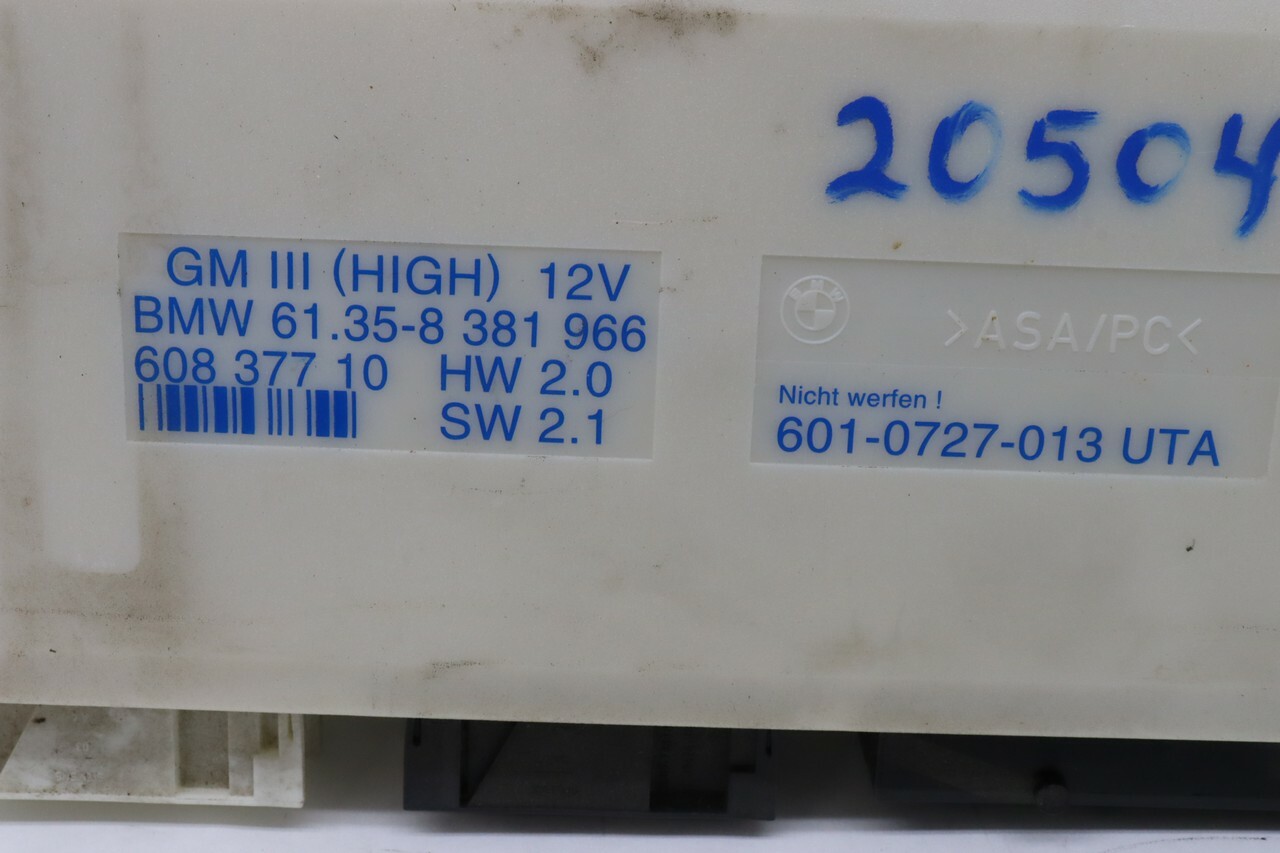 20504
GM III (HIGH) 12V
BMW 61.35-8 381 966
608 377 10 HW 2.0
SW 2.1
BMW
>ASA/PC<
Nicht werfen !
601-0727-013 UTA